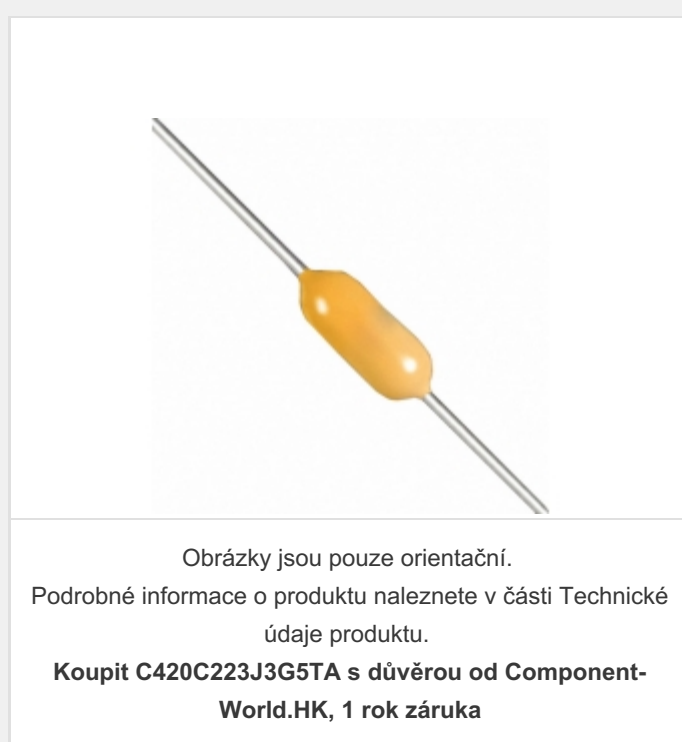 Obrázky jsou pouze orientační.
Podrobné informace o produktu naleznete v části Technické
údaje produktu.
Koupit C420C223J3G5TA s důvěrou od Component-
World.HK, 1 rok záruka